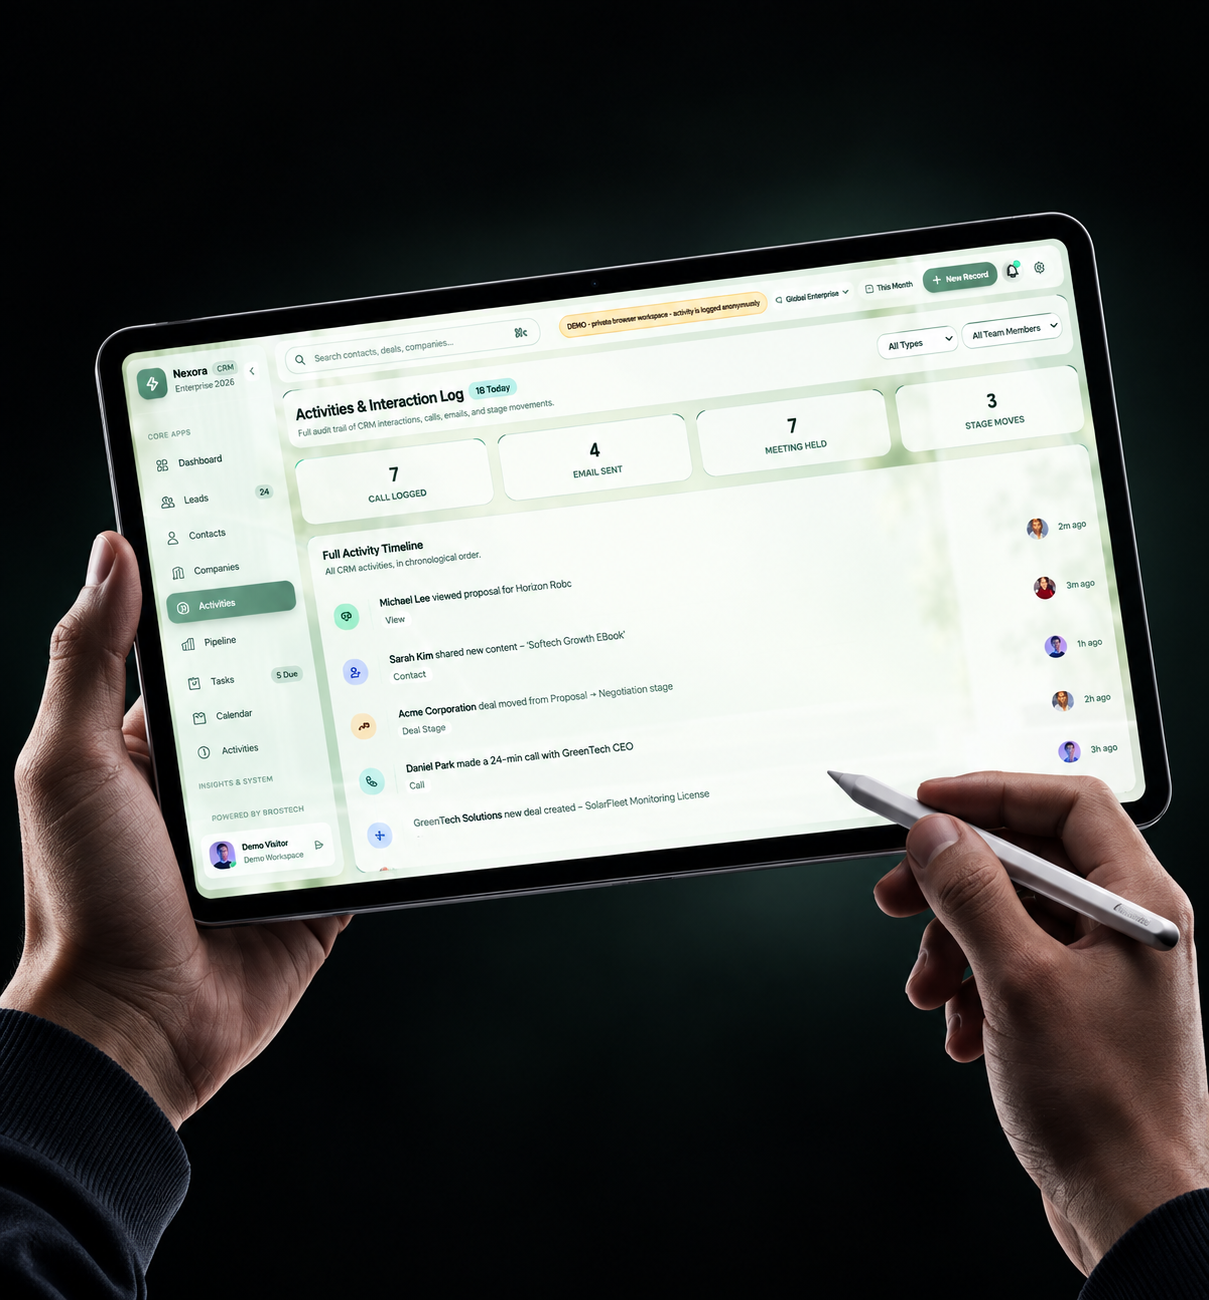 Nexora CRM
Enterprise 2026
CORE APPS
Dashboard
Leads 24
Contacts
Companies
Activities
Pipeline
Tasks 5 Due
Calendar
Activities
INSIGHTS & SYSTEM
POWERED BY BROSTECH
Demo Visitor
Demo Workspace
Search contacts, deals, companies...
DEMO - private browser workspace - activity is logged anonymously
Global Enterprise
This Month
+ New Record
Activities & Interaction Log 18 Today
Full audit trail of CRM interactions, calls, emails, and stage movements.
All Types
All Team Members
7
CALL LOGGED
4
EMAIL SENT
7
MEETING HELD
3
STAGE MOVES
Full Activity Timeline
All CRM activities, in chronological order.
Michael Lee viewed proposal for Horizon Robc
View
2m ago
Sarah Kim shared new content – ‘Softech Growth EBook’
Contact
3m ago
Acme Corporation deal moved from Proposal → Negotiation stage
Deal Stage
1h ago
Daniel Park made a 24-min call with GreenTech CEO
Call
2h ago
GreenTech Solutions new deal created – SolarFleet Monitoring License
3h ago